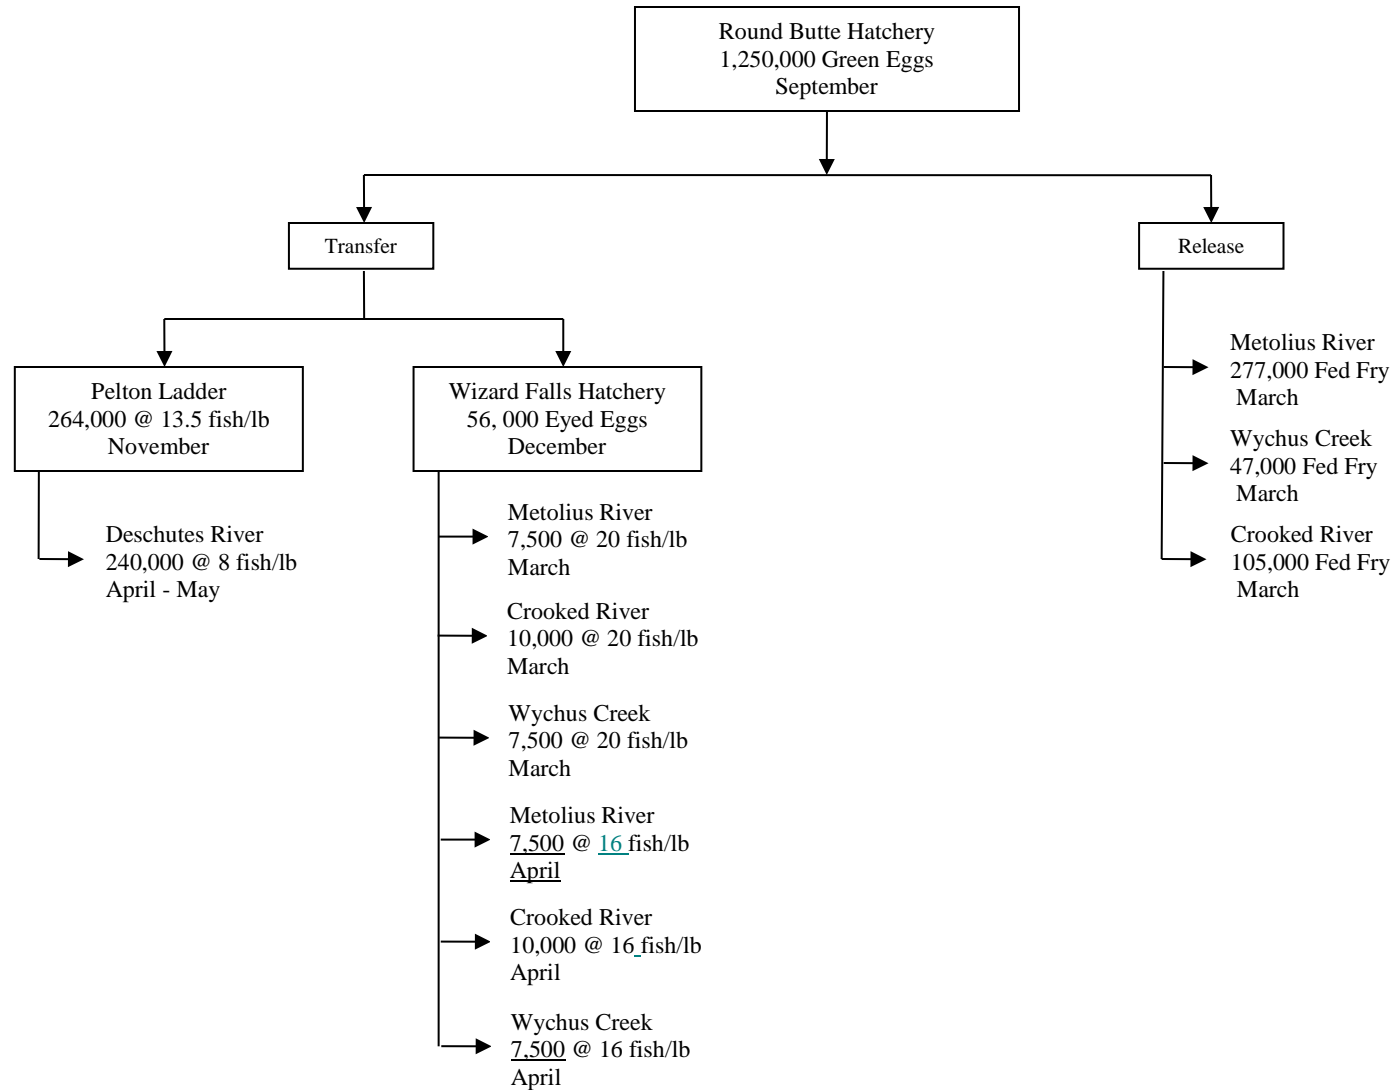 Round Butte Hatchery
1,250,000 Green Eggs
September
Transfer
Release
Pelton Ladder
264,000 @ 13.5 fish/lb
November
Deschutes River
240,000 @ 8 fish/lb
April - May
Wizard Falls Hatchery
56, 000 Eyed Eggs
December
Metolius River
7,500 @ 20 fish/lb
March
Crooked River
10,000 @ 20 fish/lb
March
Wychus Creek
7,500 @ 20 fish/lb
March
Metolius River
7,500 @ 16 fish/lb
April
Crooked River
10,000 @ 16 fish/lb
April
Wychus Creek
7,500 @ 16 fish/lb
April
Metolius River
277,000 Fed Fry
March
Wychus Creek
47,000 Fed Fry
March
Crooked River
105,000 Fed Fry
March